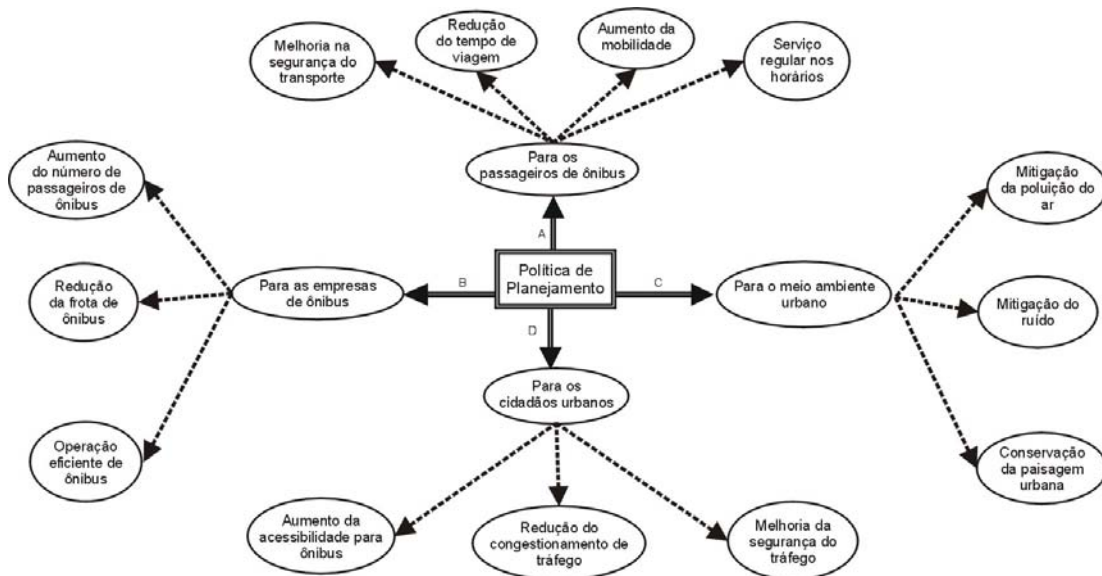 Melhoria na
segurança do
transporte
Redução
do tempo de
viagem
Aumento da
mobilidade
Serviço
regular nos
horários
Para os
passageiros de ônibus
Aumento
do número de
passageiros de
ônibus
Mitigação
da poluição do
ar
A
Redução
da frota de
ônibus
Para as empresas
de ônibus
B
Política de
Planejamento
C
Para o meio ambiente
urbano
Mitigação do
ruído
D
Para os
cidadãos urbanos
Operação
eficiente de
ônibus
Conservação
da paisagem
urbana
Aumento da
acessibilidade para
ônibus
Redução do
congestionamento de
tráfego
Melhoria da
segurança do
tráfego